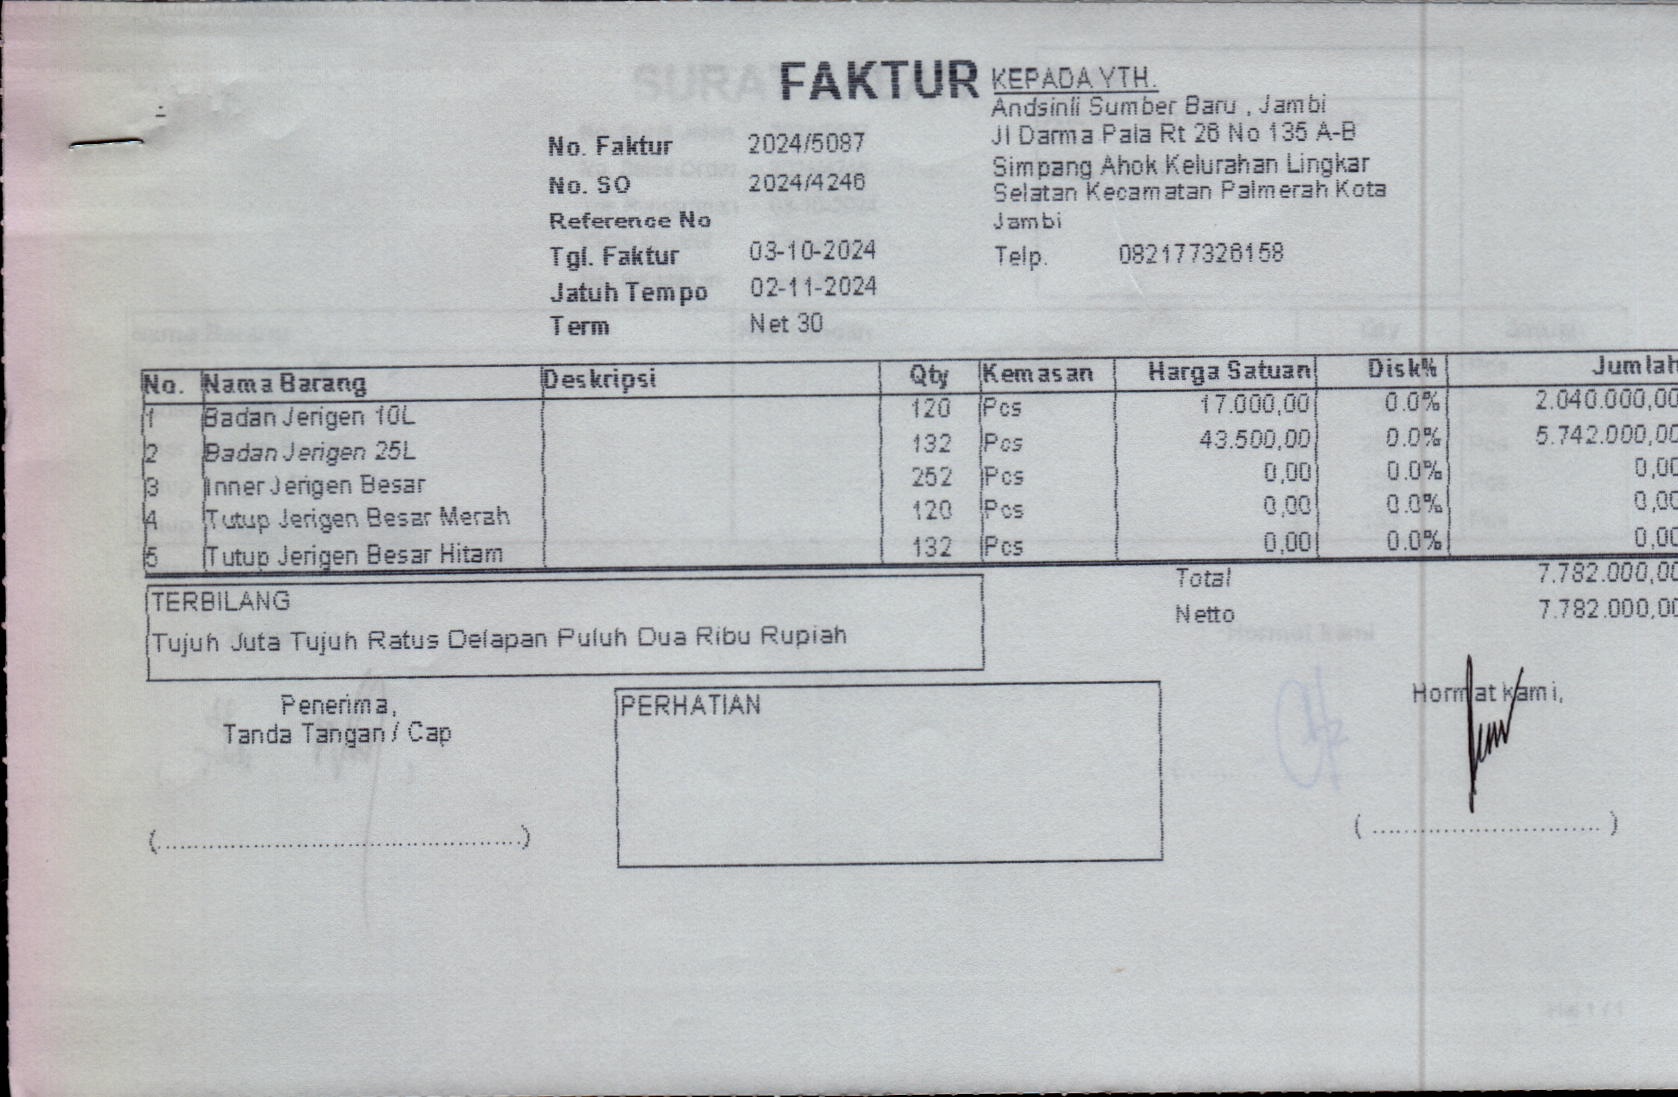 FAKTUR
KEPADA YTH.
Andsinli Sumber Baru , Jambi
Jl Darma Pala Rt 26 No 135 A-B
Simpang Ahok Kelurahan Lingkar
Selatan Kecamatan Palmerah Kota
Jambi
Telp. 082177326158
No. Faktur 2024/5087
No. SO 2024/4246
Reference No
Tgl. Faktur 03-10-2024
Jatuh Tempo 02-11-2024
Term Net 30
No. Nama Barang Deskripsi Qty Kemasan Harga Satuan Disk% Jumlah
1 Badan Jerigen 10L 120 Pcs 17.000,00 0.0% 2.040.000,00
2 Badan Jerigen 25L 132 Pcs 43.500,00 0.0% 5.742.000,00
3 Inner Jerigen Besar 252 Pcs 0,00 0.0% 0,00
4 Tutup Jerigen Besar Merah 120 Pcs 0,00 0.0% 0,00
5 Tutup Jerigen Besar Hitam 132 Pcs 0,00 0.0% 0,00
Total 7.782.000,00
Netto 7.782.000,00
TERBILANG
Tujuh Juta Tujuh Ratus Delapan Puluh Dua Ribu Rupiah
Penerima,
Tanda Tangan / Cap
(................................................)
PERHATIAN
Hormat kami,
( .............................. )